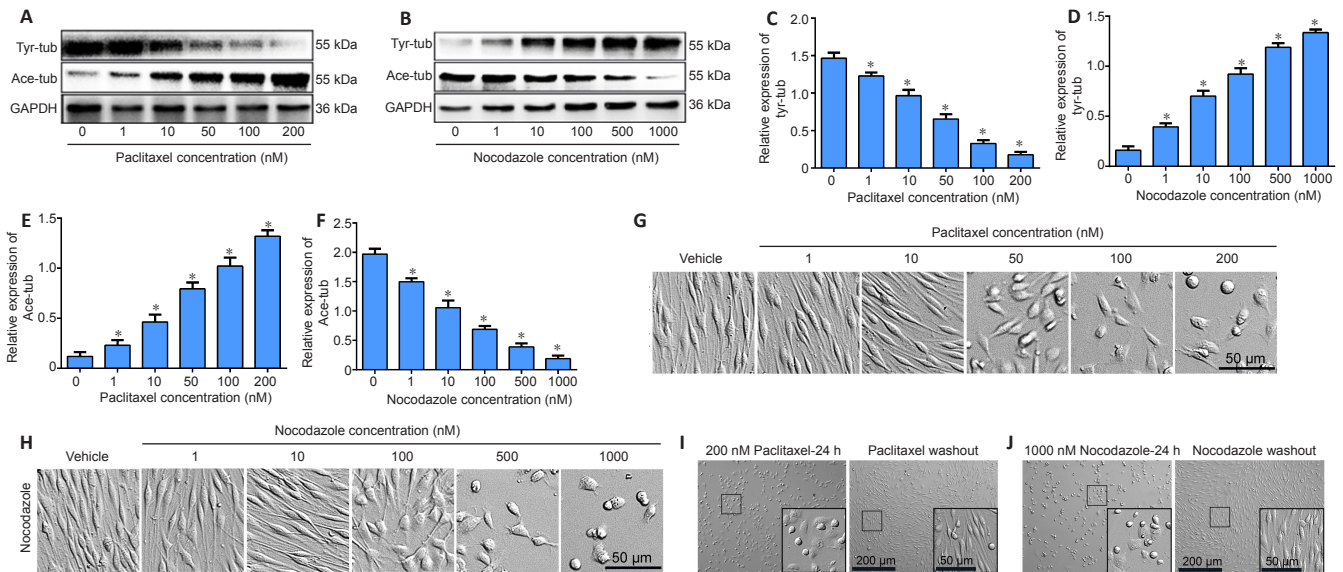 A
Tyr-tub
55 kDa
Ace-tub
55 kDa
GAPDH
36 kDa
0 1 10 50 100 200
Paclitaxel concentration (nM)
B
Tyr-tub
55 kDa
Ace-tub
55 kDa
GAPDH
36 kDa
0 1 10 100 500 1000
Nocodazole concentration (nM)
C
Relative expression of
tyr-tub
2.0
1.5
1.0
0.5
0
* * * * *
0 1 10 50 100 200
Paclitaxel concentration (nM)
D
Relative expression of
tyr-tub
1.5
1.0
0.5
0
* * * * *
0 1 10 100 500 1000
Nocodazole concentration (nM)
E
Relative expression of
Ace-tub
1.5
1.0
0.5
0
* * * * *
0 1 10 50 100 200
Paclitaxel concentration (nM)
F
Relative expression of
Ace-tub
2.5
2.0
1.5
1.0
0.5
0
* * * * *
0 1 10 100 500 1000
Nocodazole concentration (nM)
G
Paclitaxel concentration (nM)
Vehicle 1 10 50 100 200
50 µm
H
Nocodazole concentration (nM)
Vehicle 1 10 100 500 1000
Nocodazole
50 µm
I
200 nM Paclitaxel-24 h Paclitaxel washout
200 µm 50 µm
J
1000 nM Nocodazole-24 h Nocodazole washout
200 µm 50 µm